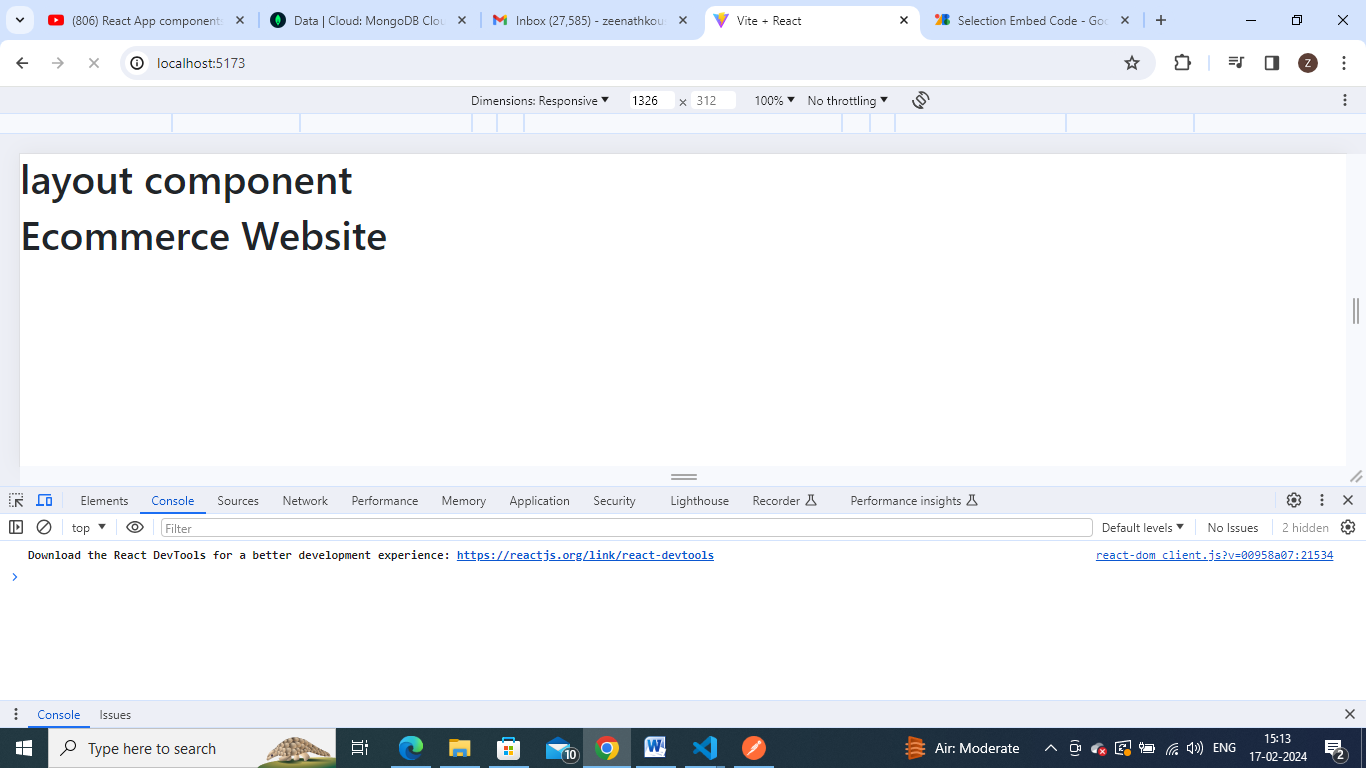 (806) React App component
Data | Cloud: MongoDB Clou
Inbox (27,585) - zeenathkous
Vite + React
Selection Embed Code - Goo
localhost:5173
Z
Dimensions: Responsive 1326 × 312 100% No throttling
layout component
Ecommerce Website
Elements Console Sources Network Performance Memory Application Security Lighthouse Recorder Performance insights
top Filter Default levels No Issues 2 hidden
Download the React DevTools for a better development experience: https://reactjs.org/link/react-devtools react-dom client.js?v=00958a07:21534
Console Issues
Type here to search
10
Air: Moderate
ENG
15:13
17-02-2024
2